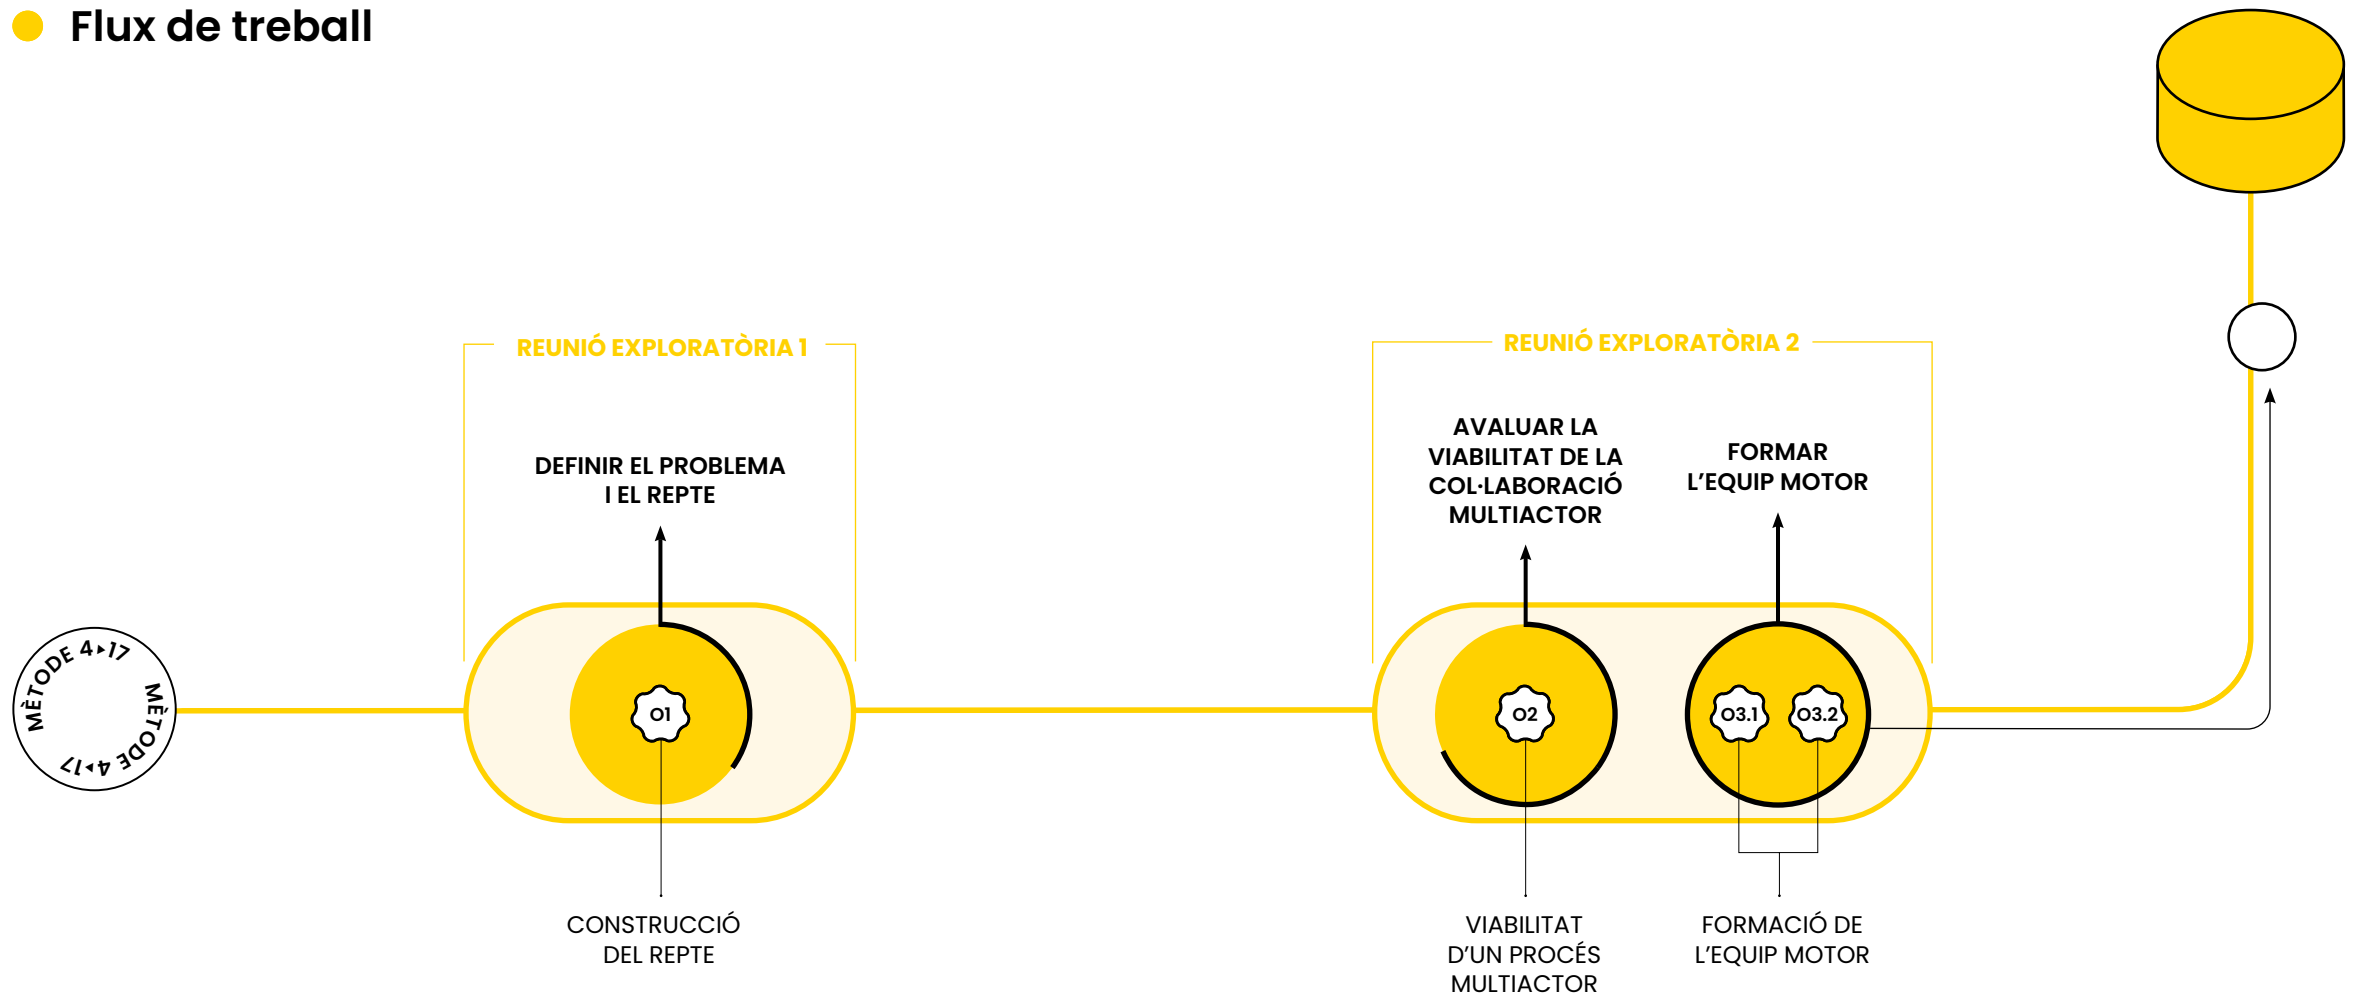 Flux de treball
REUNIÓ EXPLORATÒRIA 1
REUNIÓ EXPLORATÒRIA 2
DEFINIR EL PROBLEMA
I EL REPTE
AVALUAR LA
VIABILITAT DE LA
COL·LABORACIÓ
MULTIACTOR
FORMAR
L’EQUIP MOTOR
MÈTODE 4▸17
MÈTODE 4▸17
O1
O2
O3.1
O3.2
CONSTRUCCIÓ
DEL REPTE
VIABILITAT
D’UN PROCÉS
MULTIACTOR
FORMACIÓ DE
L’EQUIP MOTOR